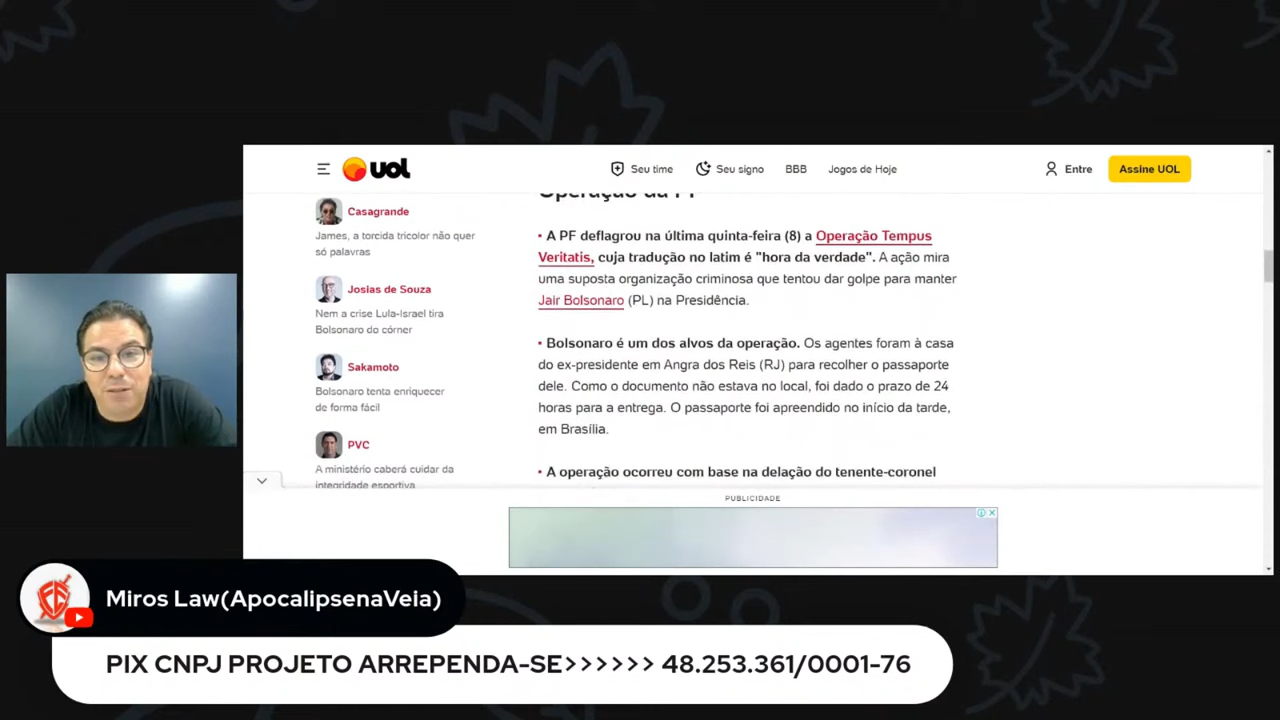 uol
Seu time
Seu signo
BBB
Jogos de Hoje
Entre
Assine UOL
Casagrande
James, a torcida tricolor não quer
só palavras
Josias de Souza
Nem a crise Lula-Israel tira
Bolsonaro do córner
Sakamoto
Bolsonaro tenta enriquecer
de forma fácil
PVC
A ministério caberá cuidar da
integridade esportiva
Operação da PF
• A PF deflagrou na última quinta-feira (8) a Operação Tempus
Veritatis, cuja tradução no latim é "hora da verdade". A ação mira
uma suposta organização criminosa que tentou dar golpe para manter
Jair Bolsonaro (PL) na Presidência.
• Bolsonaro é um dos alvos da operação. Os agentes foram à casa
do ex-presidente em Angra dos Reis (RJ) para recolher o passaporte
dele. Como o documento não estava no local, foi dado o prazo de 24
horas para a entrega. O passaporte foi apreendido no início da tarde,
em Brasília.
• A operação ocorreu com base na delação do tenente-coronel
PUBLICIDADE
Miros Law(ApocalipsenaVeia)
PIX CNPJ PROJETO ARREPENDA-SE>>>>>> 48.253.361/0001-76